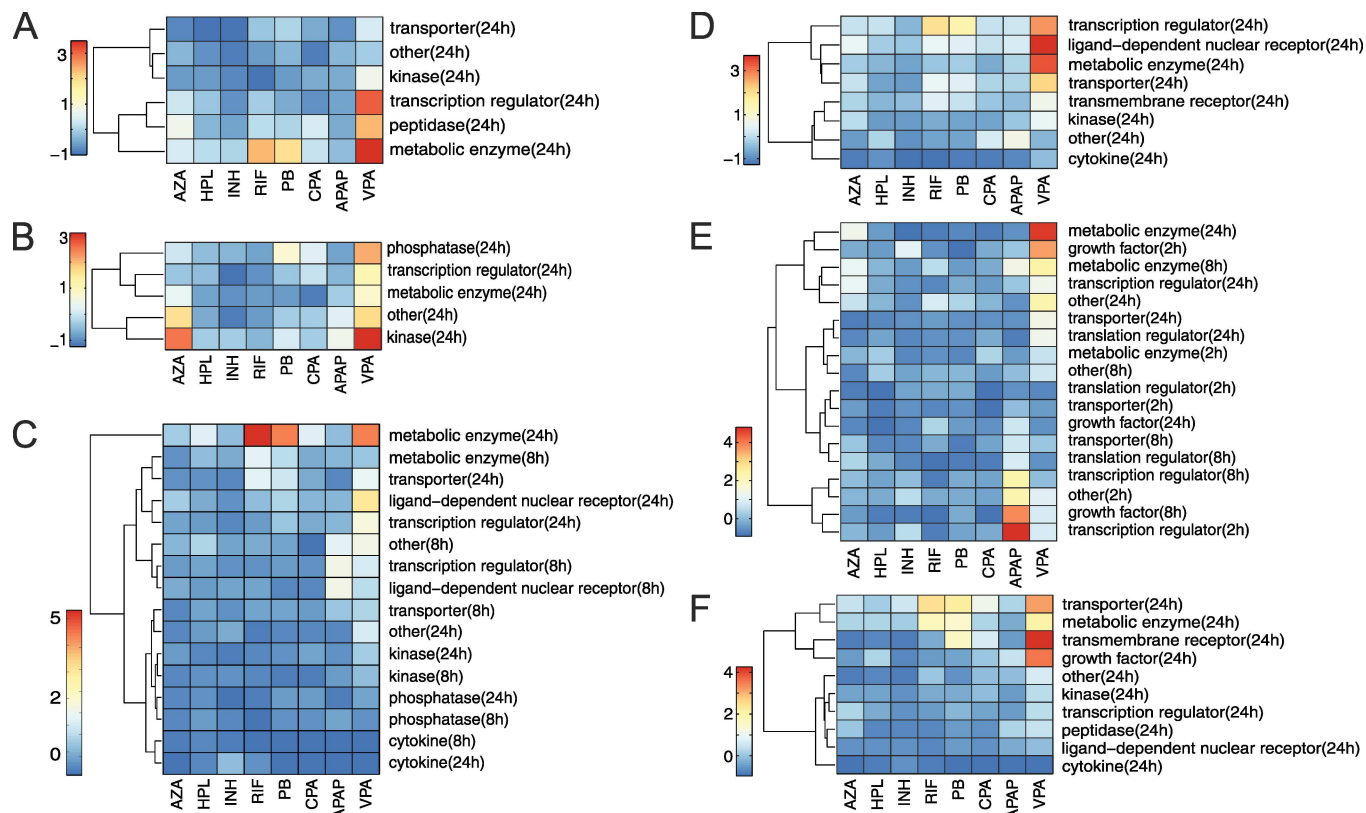 A
3
1
−1
transporter(24h)
other(24h)
kinase(24h)
transcription regulator(24h)
peptidase(24h)
metabolic enzyme(24h)
AZA HPL INH RIF PB CPA APAP VPA
B
3
1
−1
phosphatase(24h)
transcription regulator(24h)
metabolic enzyme(24h)
other(24h)
kinase(24h)
AZA HPL INH RIF PB CPA APAP VPA
C
5
2
0
metabolic enzyme(24h)
metabolic enzyme(8h)
transporter(24h)
ligand−dependent nuclear receptor(24h)
transcription regulator(24h)
other(8h)
transcription regulator(8h)
ligand−dependent nuclear receptor(8h)
transporter(8h)
other(24h)
kinase(24h)
kinase(8h)
phosphatase(24h)
phosphatase(8h)
cytokine(8h)
cytokine(24h)
AZA HPL INH RIF PB CPA APAP VPA
D
3
1
−1
transcription regulator(24h)
ligand−dependent nuclear receptor(24h)
metabolic enzyme(24h)
transporter(24h)
transmembrane receptor(24h)
kinase(24h)
other(24h)
cytokine(24h)
AZA HPL INH RIF PB CPA APAP VPA
E
4
2
0
metabolic enzyme(24h)
growth factor(2h)
metabolic enzyme(8h)
transcription regulator(24h)
other(24h)
transporter(24h)
translation regulator(24h)
metabolic enzyme(2h)
other(8h)
translation regulator(2h)
transporter(2h)
growth factor(24h)
transporter(8h)
translation regulator(8h)
transcription regulator(8h)
other(2h)
growth factor(8h)
transcription regulator(2h)
AZA HPL INH RIF PB CPA APAP VPA
F
4
2
0
transporter(24h)
metabolic enzyme(24h)
transmembrane receptor(24h)
growth factor(24h)
other(24h)
kinase(24h)
transcription regulator(24h)
peptidase(24h)
ligand−dependent nuclear receptor(24h)
cytokine(24h)
AZA HPL INH RIF PB CPA APAP VPA